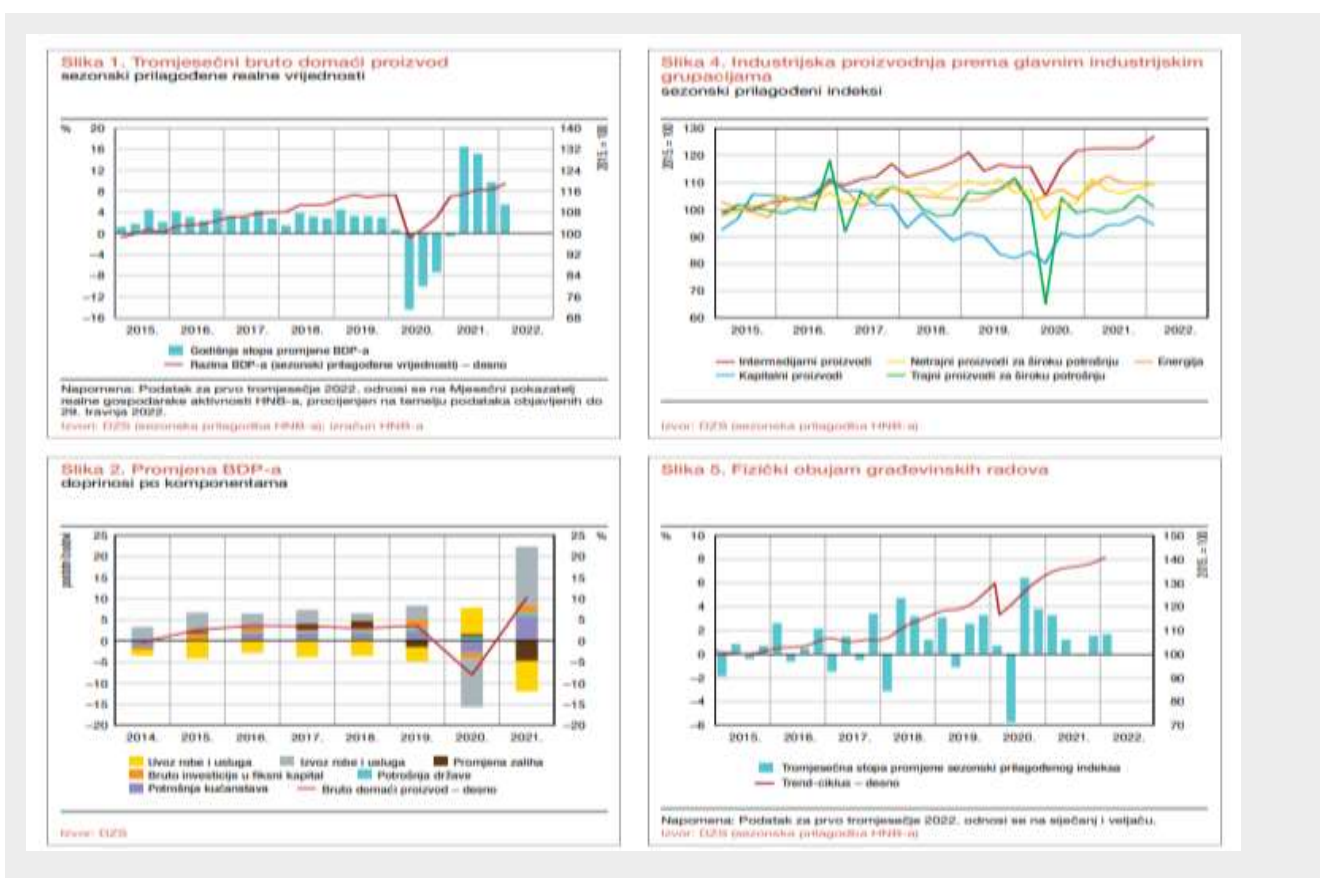 Slika 1. Tromjesečni bruto domaći proizvod
sezonski prilagođene realne vrijednosti
% 20 140 2015. = 100
16 132
12 124
8 116
4 108
0 100
–4 92
–8 84
–12 76
–16 68
2015. 2016. 2017. 2018. 2019. 2020. 2021. 2022.
Godišnja stopa promjene BDP-a
Razina BDP-a (sezonski prilagođene vrijednosti) – desno
Napomena: Podatak za prvo tromjesečje 2022. odnosi se na Mjesečni pokazatelj
realne gospodarske aktivnosti HNB-a, procijenjen na temelju podataka objavljenih do
29. travnja 2022.
Izvori: DZS (sezonska prilagodba HNB-a); izračun HNB-a
Slika 4. Industrijska proizvodnja prema glavnim industrijskim
grupacijama
sezonski prilagođeni indeksi
2015. = 100
130
120
110
100
90
80
70
60
2015. 2016. 2017. 2018. 2019. 2020. 2021. 2022.
Intermedijarni proizvodi Netrajni proizvodi za široku potrošnju Energija
Kapitalni proizvodi Trajni proizvodi za široku potrošnju
Izvor: DZS (sezonska prilagodba HNB-a)
Slika 2. Promjena BDP-a
doprinosi po komponentama
25 25 %
20 20
15 15
10 10
5 5
0 0
–5 –5
–10 –10
–15 –15
–20 –20
2014. 2015. 2016. 2017. 2018. 2019. 2020. 2021.
Uvoz robe i usluga Izvoz robe i usluga Promjena zaliha
Bruto investicije u fiksni kapital Potrošnja države
Potrošnja kućanstava Bruto domaći proizvod – desno
Izvor: DZS
Slika 5. Fizički obujam građevinskih radova
% 10 150 2015. = 100
8 140
6 130
4 120
2 110
0 100
–2 90
–4 80
–6 70
2015. 2016. 2017. 2018. 2019. 2020. 2021. 2022.
Tromjesečna stopa promjene sezonski prilagođenog indeksa
Trend-ciklus – desno
Napomena: Podatak za prvo tromjesečje 2022. odnosi se na siječanj i veljaču.
Izvor: DZS (sezonska prilagodba HNB-a)